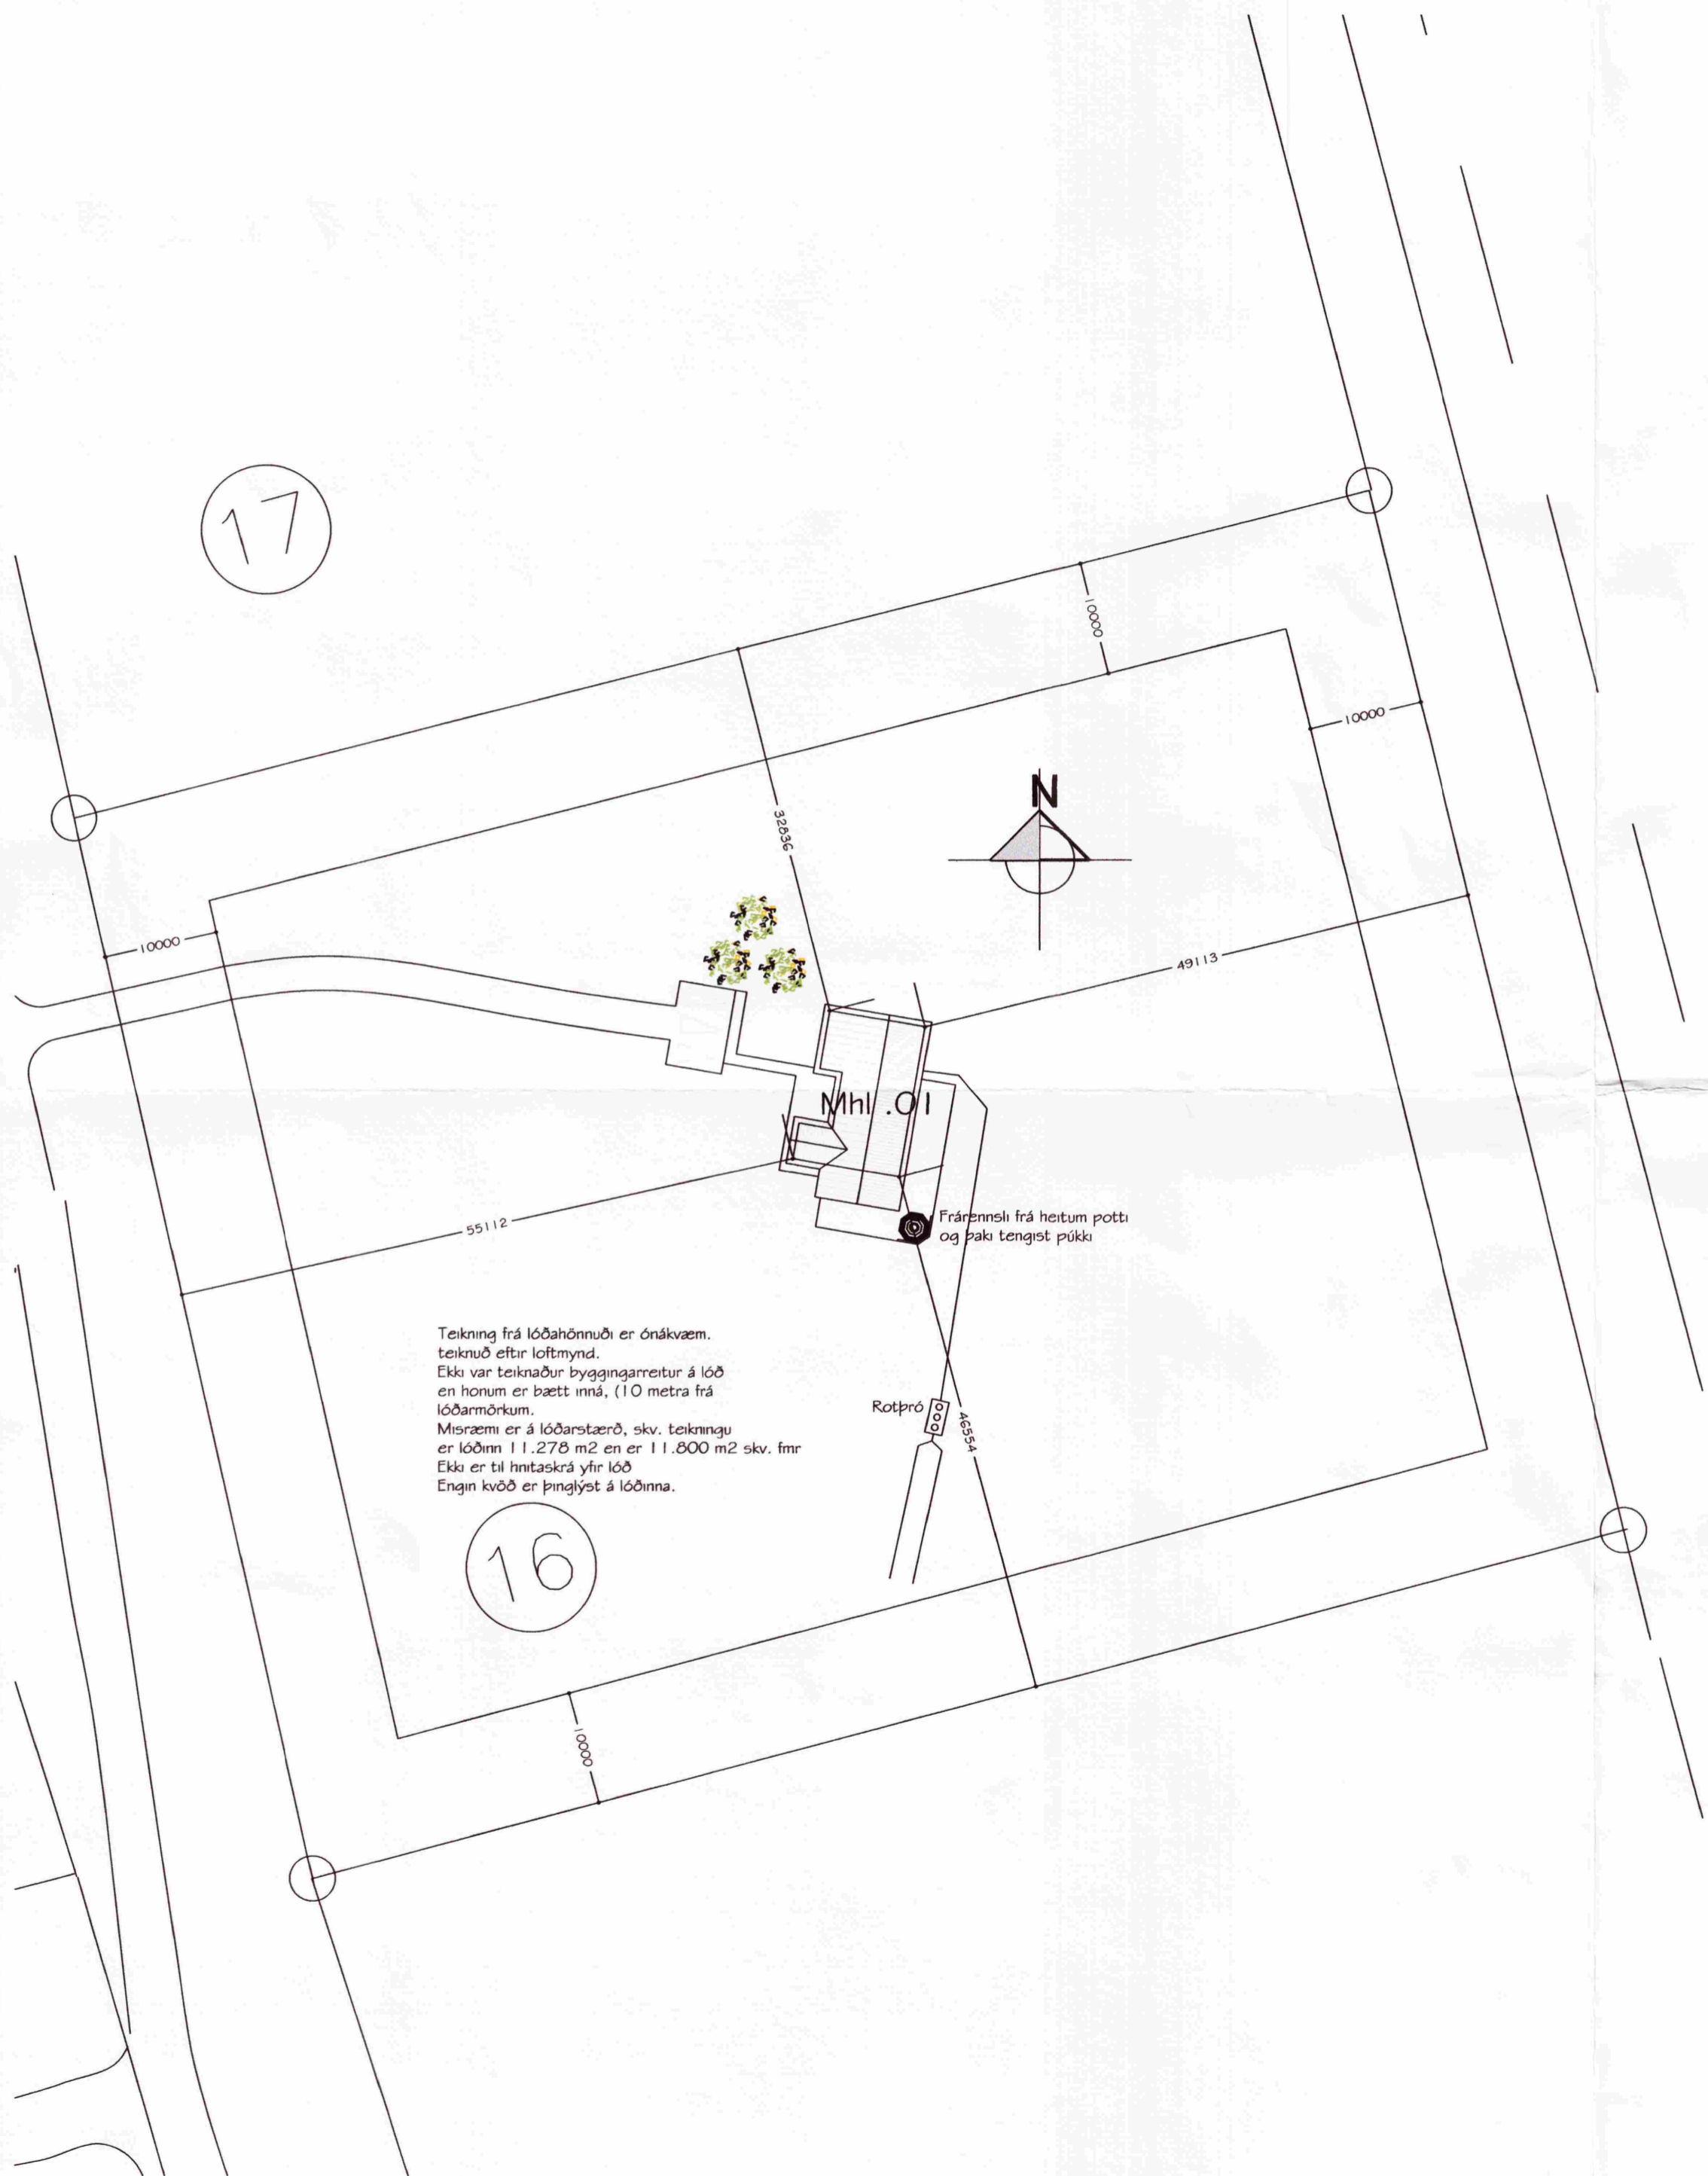 17
10000
10000
N
32836
10000
49113
Mhl .01
55112
Frárennsli frá heitum potti
og þaki tengist púkki
Teikning frá lóðahönnuði er ónákvæm.
teiknuð eftir loftmynd.
Ekki var teiknaður byggingarreitur á lóð
en honum er bætt inná, (10 metra frá
lóðarmörkum.
Misræmi er á lóðarstærð, skv. teikningu
er lóðinn 11.278 m2 en er 11.800 m2 skv. fmr
Ekki er til hnitaskrá yfir lóð
Engin kvöð er þinglýst á lóðinna.
Rotþró
46554
16
10000